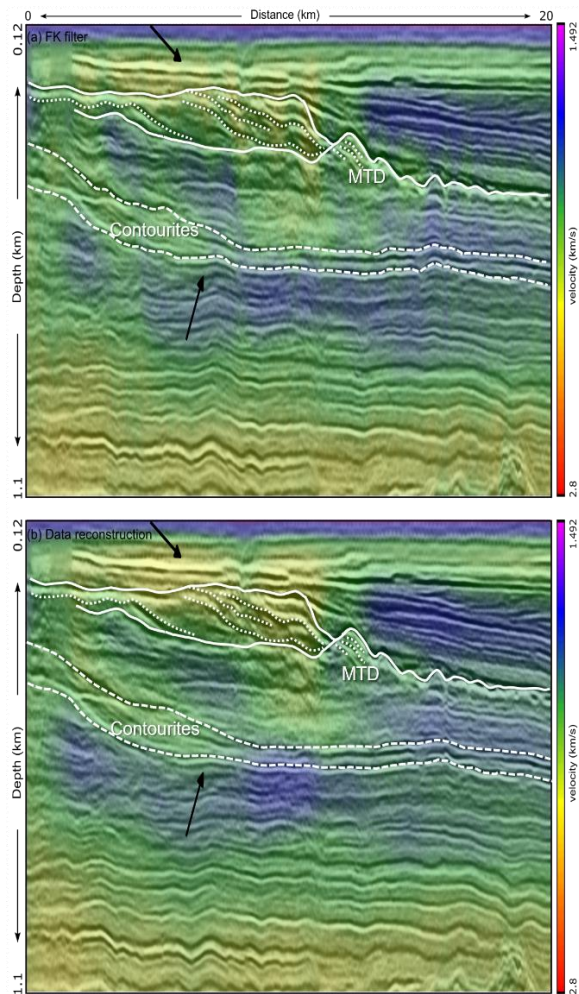 0 Distance (km) 20
0.12
(a) FK filter
1.492
MTD
Contourites
Depth (km)
velocity (km/s)
1.1
2.8
0.12
(b) Data reconstruction
1.492
MTD
Contourites
Depth (km)
velocity (km/s)
1.1
2.8